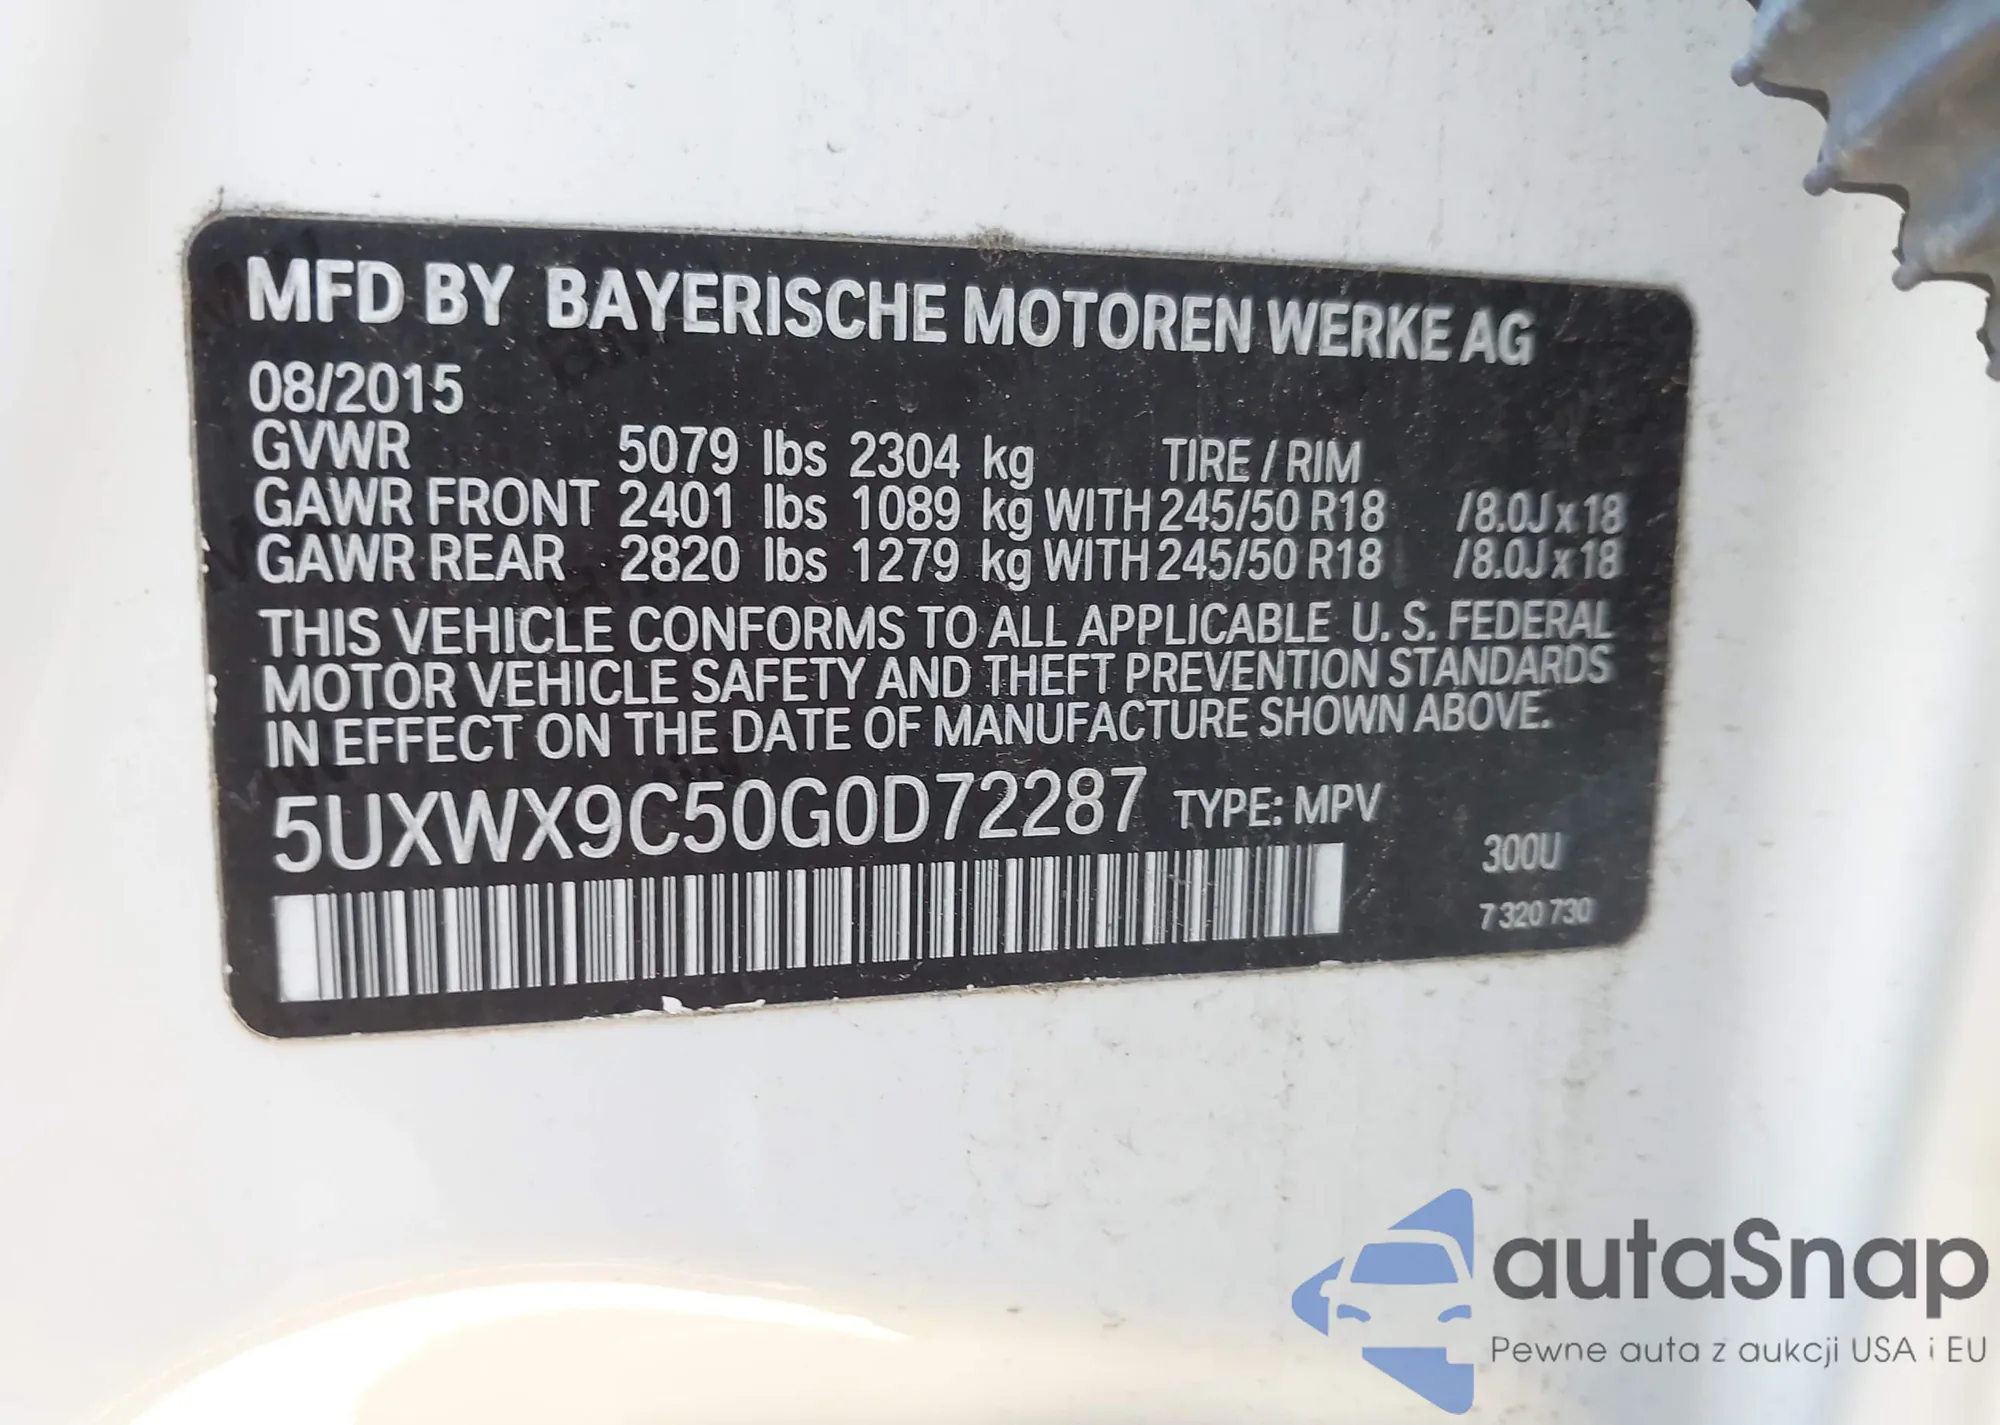 MFD BY BAYERISCHE MOTOREN WERKE AG
08/2015
GVWR 5079 lbs 2304 kg TIRE / RIM
GAWR FRONT 2401 lbs 1089 kg WITH 245/50 R18 /8.0J x 18
GAWR REAR 2820 lbs 1279 kg WITH 245/50 R18 /8.0J x 18
THIS VEHICLE CONFORMS TO ALL APPLICABLE U. S. FEDERAL
MOTOR VEHICLE SAFETY AND THEFT PREVENTION STANDARDS
IN EFFECT ON THE DATE OF MANUFACTURE SHOWN ABOVE.
5UXWX9C50G0D72287 TYPE: MPV
300U
7 320 730
autaSnap
Pewne auta z aukcji USA i EU